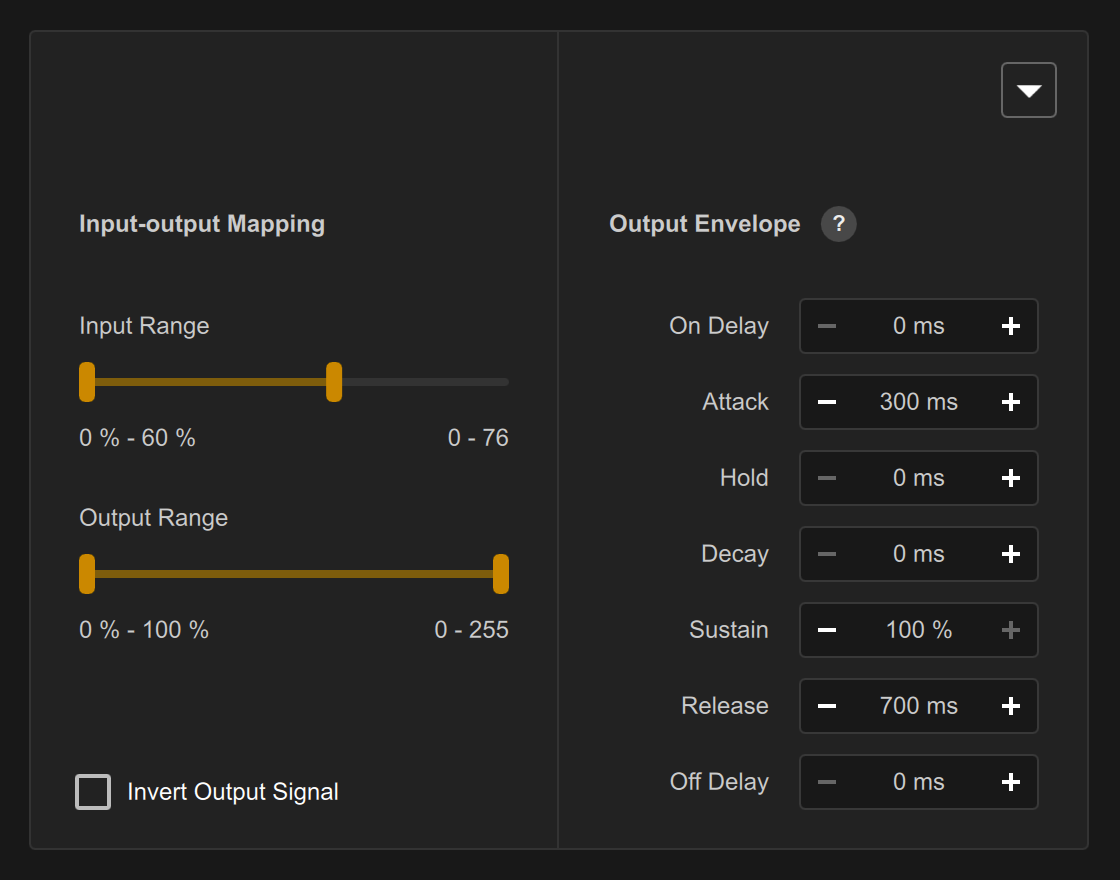 Input-output Mapping
Input Range
0 % - 60 %
0 - 76
Output Range
0 % - 100 %
0 - 255
Invert Output Signal
Output Envelope ?
On Delay − 0 ms +
Attack − 300 ms +
Hold − 0 ms +
Decay − 0 ms +
Sustain − 100 % +
Release − 700 ms +
Off Delay − 0 ms +